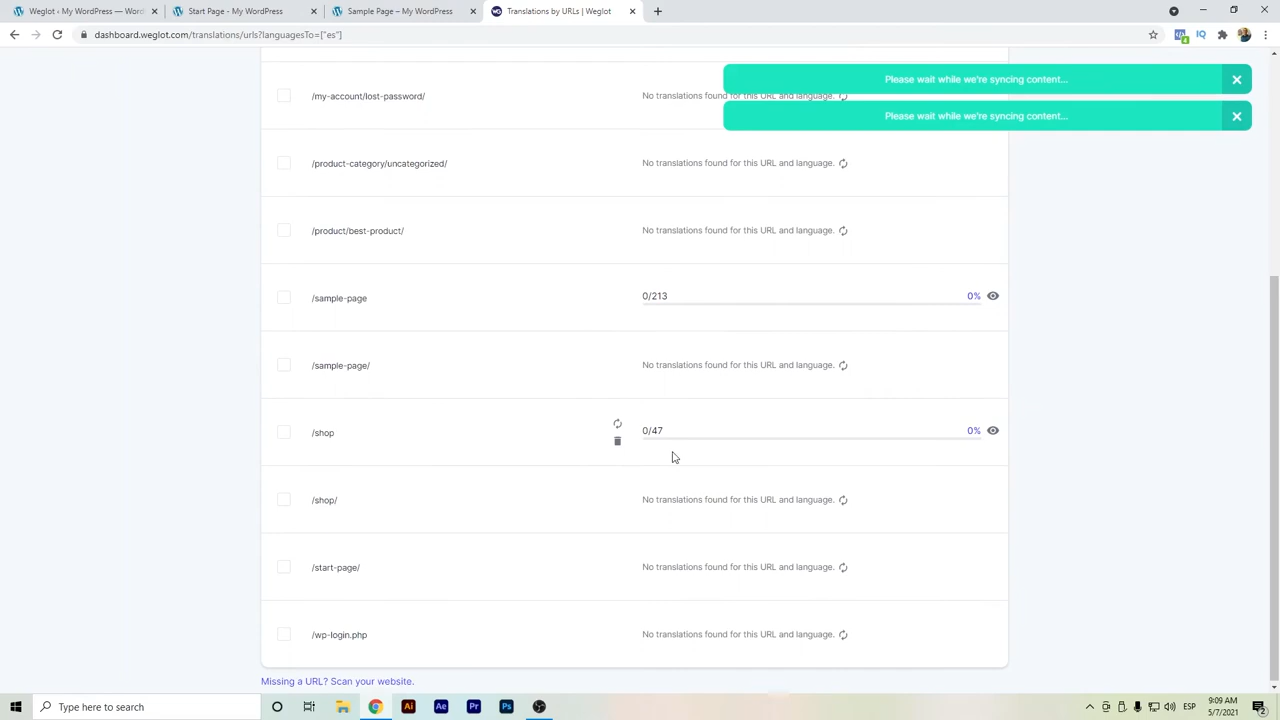 Weglot ‹ My WordPress — Word
Start Page – My WordPress
Sample Page – My WordPress
Translations by URLs | Weglot
dashboard.weglot.com/translations/urls?languagesTo=["es"]
Please wait while we're syncing content...
Please wait while we're syncing content...
/my-account/lost-password/
No translations found for this URL and language.
/product-category/uncategorized/
No translations found for this URL and language.
/product/best-product/
No translations found for this URL and language.
/sample-page
0/213
0%
/sample-page/
No translations found for this URL and language.
/shop
0/47
0%
/shop/
No translations found for this URL and language.
/start-page/
No translations found for this URL and language.
/wp-login.php
No translations found for this URL and language.
Missing a URL? Scan your website.
Type here to search
Ai
Ae
Pr
Ps
ESP
9:09 AM
5/7/2021